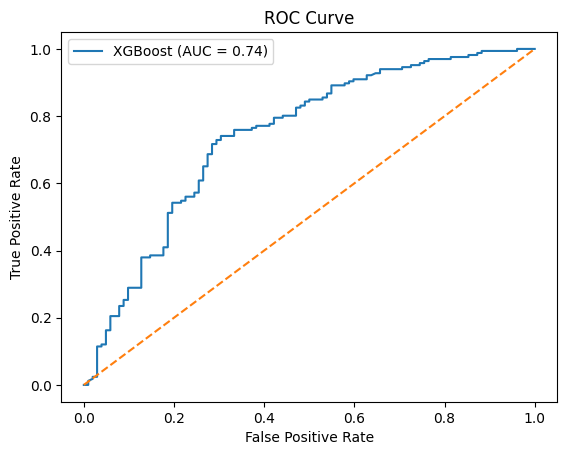 ROC Curve
XGBoost (AUC = 0.74)
True Positive Rate
1.0
0.8
0.6
0.4
0.2
0.0
0.0 0.2 0.4 0.6 0.8 1.0
False Positive Rate